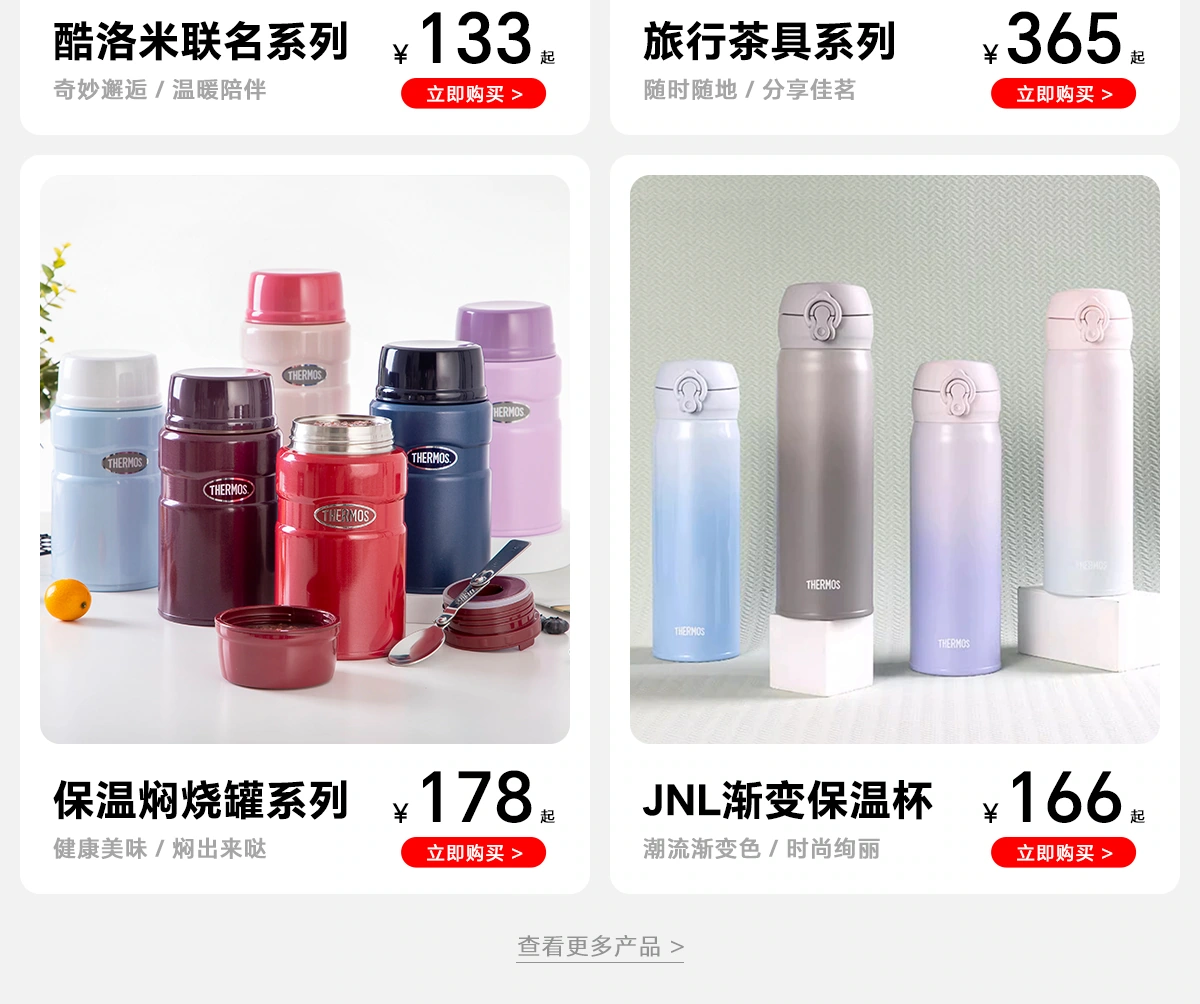 酷洛米联名系列
¥133起
奇妙邂逅 / 温暖陪伴
立即购买 >
旅行茶具系列
¥365起
随时随地 / 分享佳茗
立即购买 >
THERMOS
THERMOS
THERMOS
THERMOS
THERMOS
THERMOS
保温焖烧罐系列
¥178起
健康美味 / 焖出来哒
立即购买 >
THERMOS
THERMOS
THERMOS
THERMOS
JNL渐变保温杯
¥166起
潮流渐变色 / 时尚绚丽
立即购买 >
查看更多产品 >